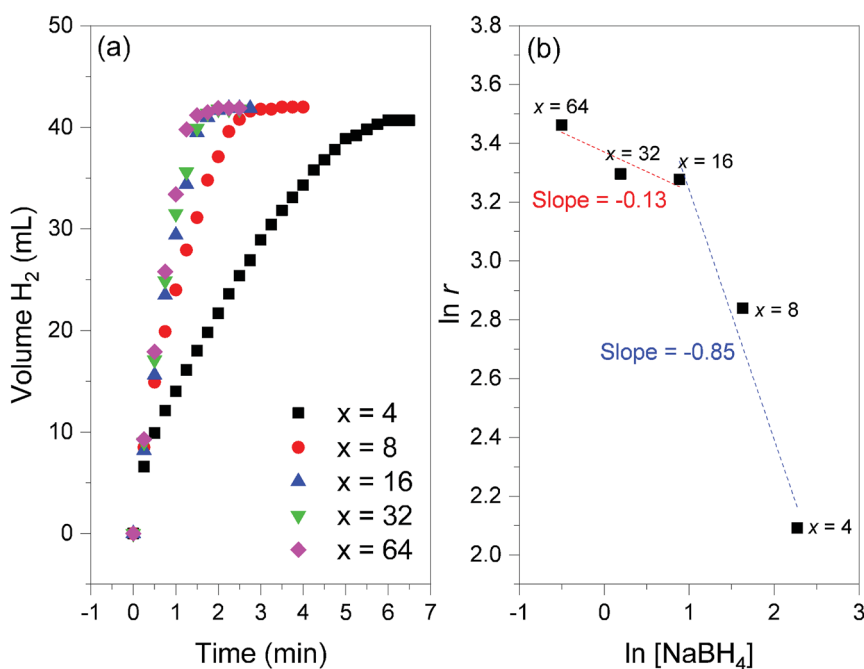 (a)
50
40
30
20
10
0
Volume H2 (mL)
x = 4
x = 8
x = 16
x = 32
x = 64
-1 0 1 2 3 4 5 6 7
Time (min)
(b)
3.8
3.6
3.4
3.2
3.0
2.8
2.6
2.4
2.2
2.0
ln r
x = 64
x = 32
x = 16
Slope = -0.13
x = 8
Slope = -0.85
x = 4
-1 0 1 2 3
ln [NaBH4]